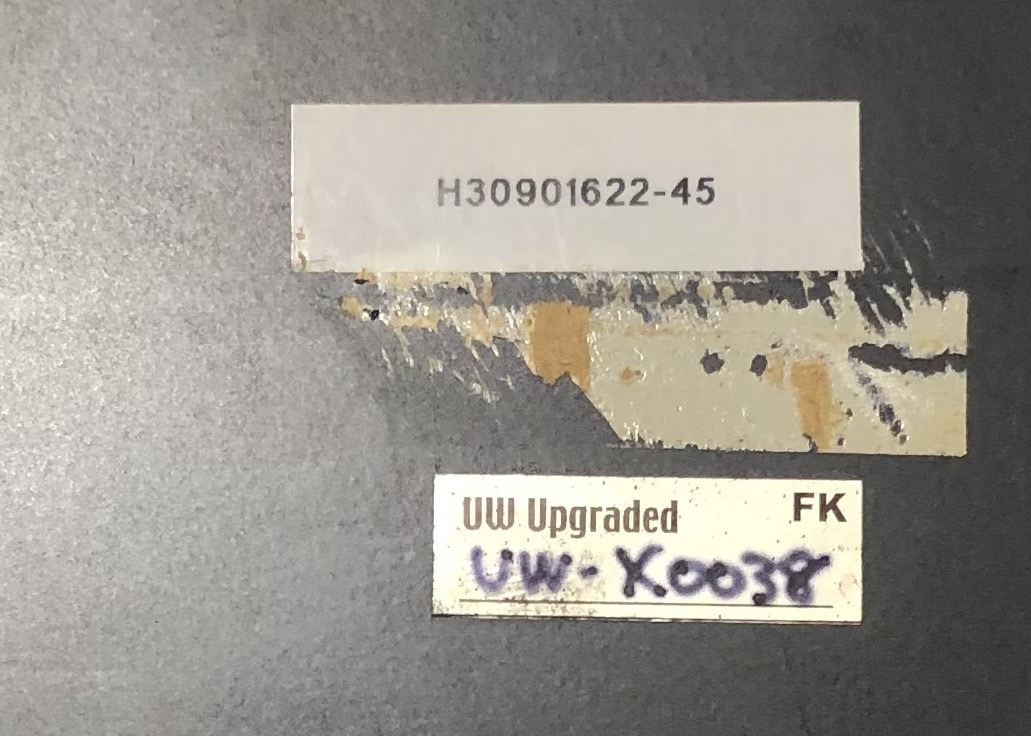 H30901622-45
UW Upgraded FK
UW-X0038